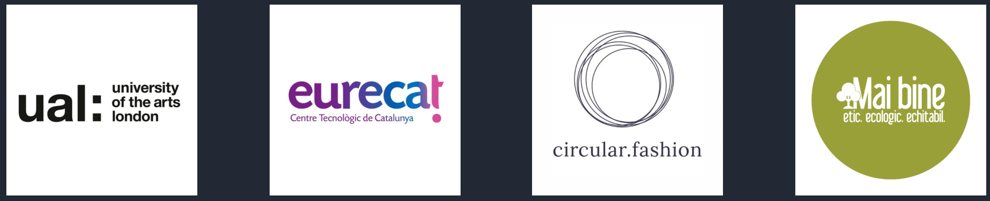 ual:
university
of the arts
london
eurecat
Centre Tecnològic de Catalunya
circular.fashion
Mai bine
etic. ecologic. echitabil.